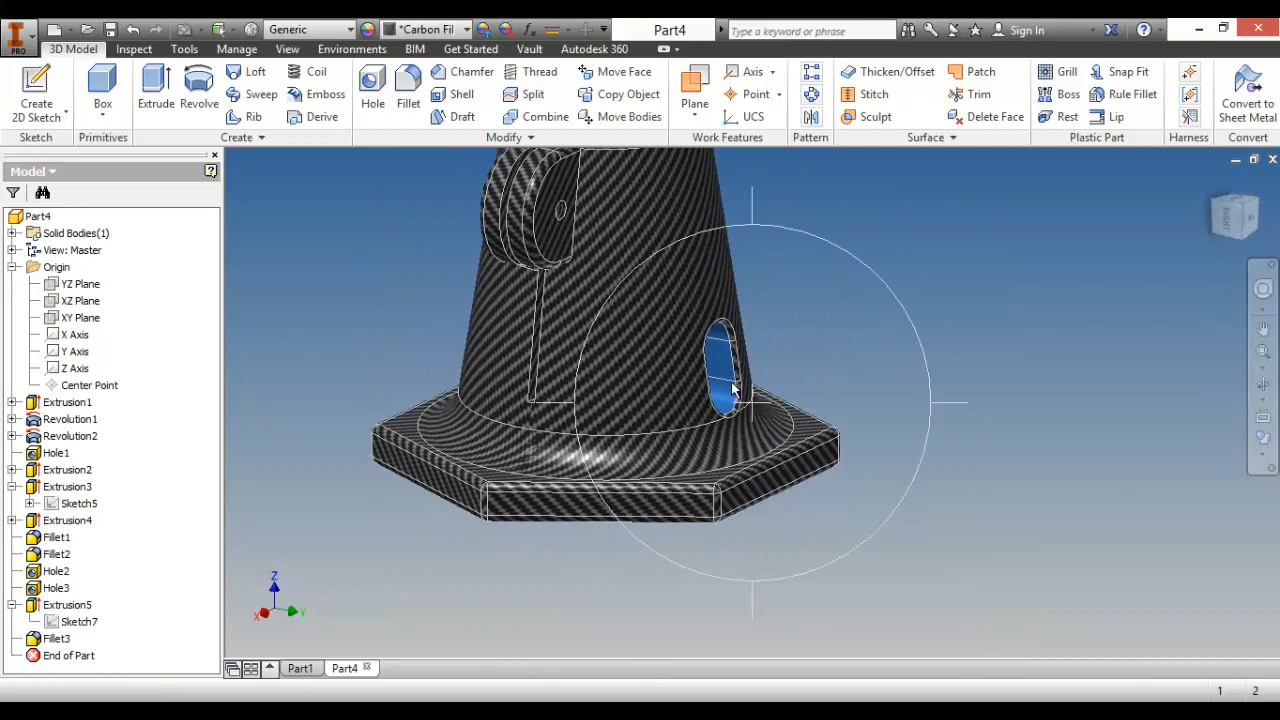 PRO
Generic
*Carbon Fil
Part4
Type a keyword or phrase
Sign In
3D Model
Inspect
Tools
Manage
View
Environments
BIM
Get Started
Vault
Autodesk 360
Create
2D Sketch
Box
Extrude
Revolve
Loft
Sweep
Rib
Coil
Emboss
Derive
Hole
Fillet
Chamfer
Shell
Draft
Thread
Split
Combine
Move Face
Copy Object
Move Bodies
Plane
Axis
Point
UCS
Thicken/Offset
Stitch
Sculpt
Patch
Trim
Delete Face
Grill
Boss
Rest
Snap Fit
Rule Fillet
Lip
Convert to
Sheet Metal
Sketch
Primitives
Create
Modify
Work Features
Pattern
Surface
Plastic Part
Harness
Convert
Model
Part4
Solid Bodies(1)
View: Master
Origin
YZ Plane
XZ Plane
XY Plane
X Axis
Y Axis
Z Axis
Center Point
Extrusion1
Revolution1
Revolution2
Hole1
Extrusion2
Extrusion3
Sketch5
Extrusion4
Fillet1
Fillet2
Hole2
Hole3
Extrusion5
Sketch7
Fillet3
End of Part
RIGHT
Z
X
Y
Part1
Part4
1
2